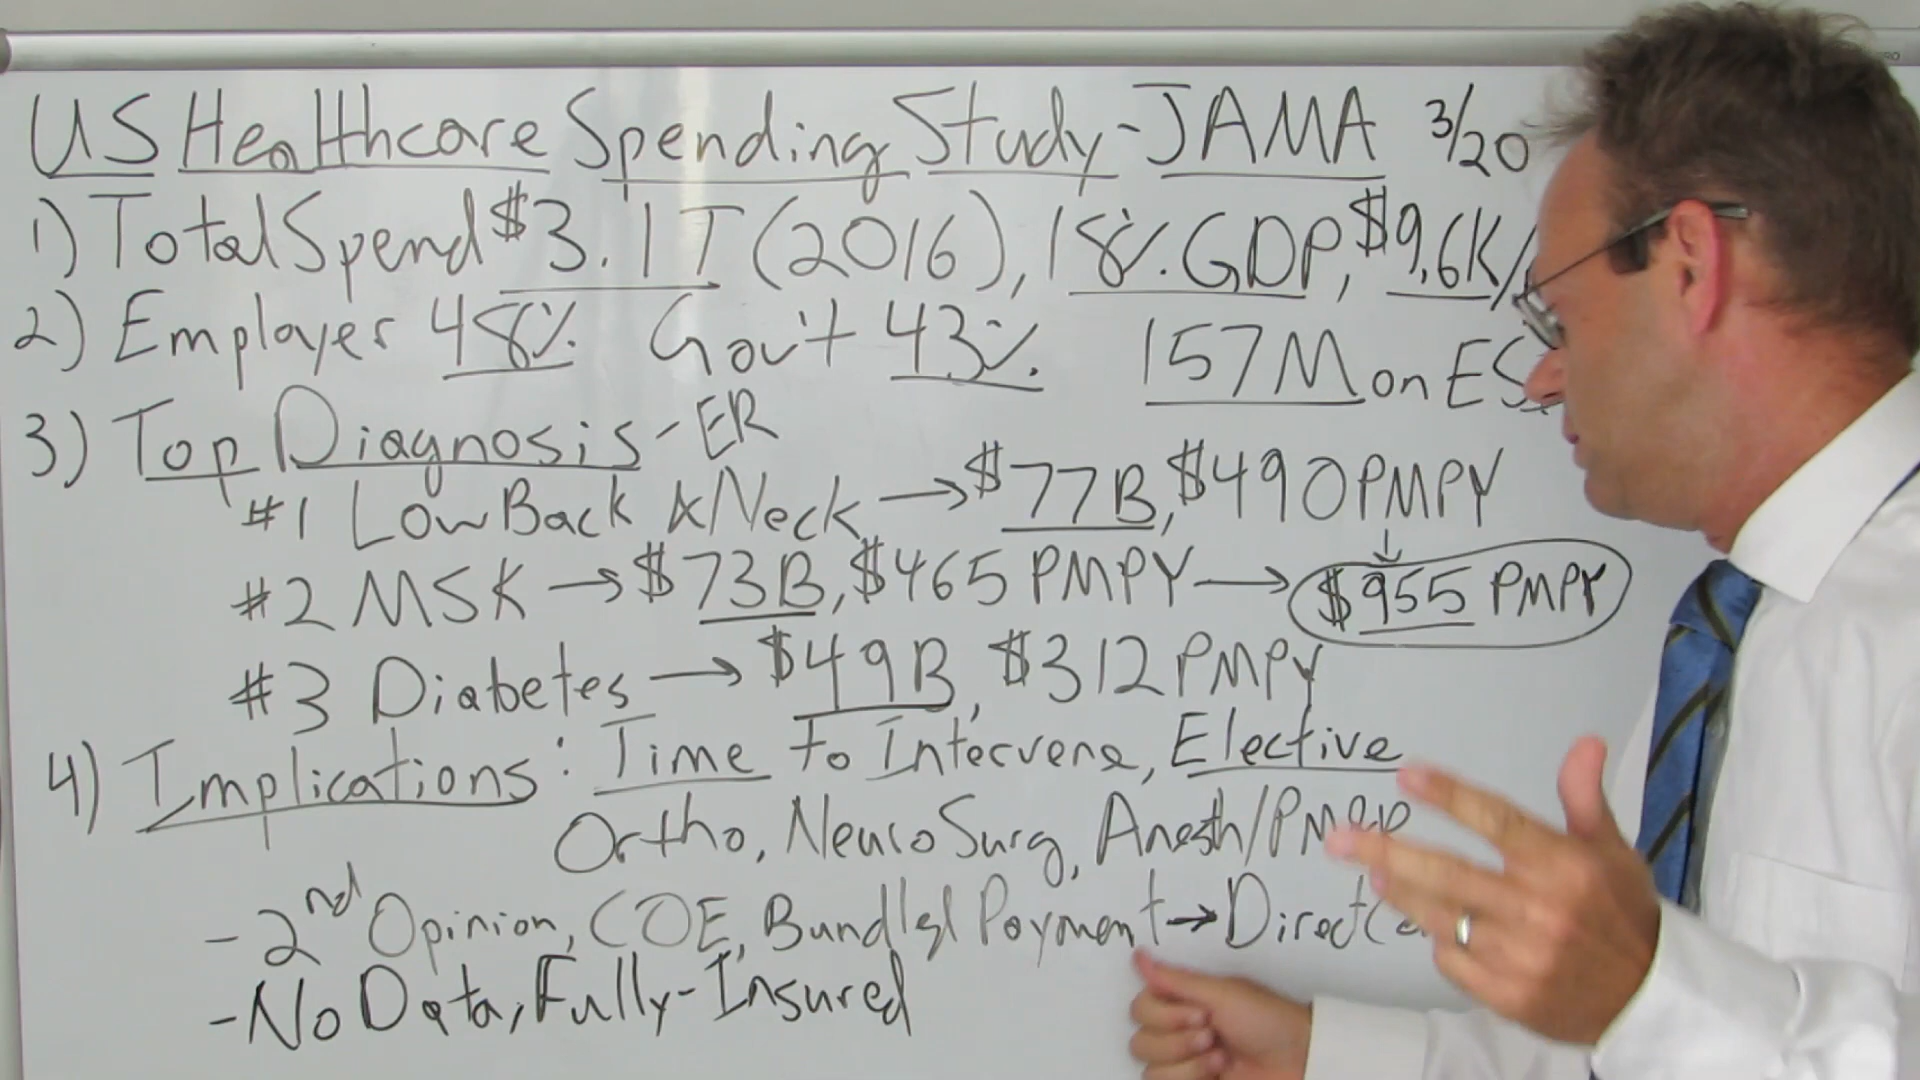 US Healthcare Spending Study - JAMA 3/20
1) Total Spend $3.1T (2016), 18% GDP, $9.6K/
2) Employer 48% Gov't 43% 157M on ES
3) Top Diagnosis - ER
#1 Low Back & Neck → $77B, $490 PMPY
↓
#2 MSK → $73B, $465 PMPY → $955 PMPY
#3 Diabetes → $49B, $312 PMPY
4) Implications: Time to Intervene, Elective
Ortho, NeuroSurg, Anesth/PM&R
- 2nd Opinion, COE, Bundled Payment → Direct
- No Data, Fully-Insured